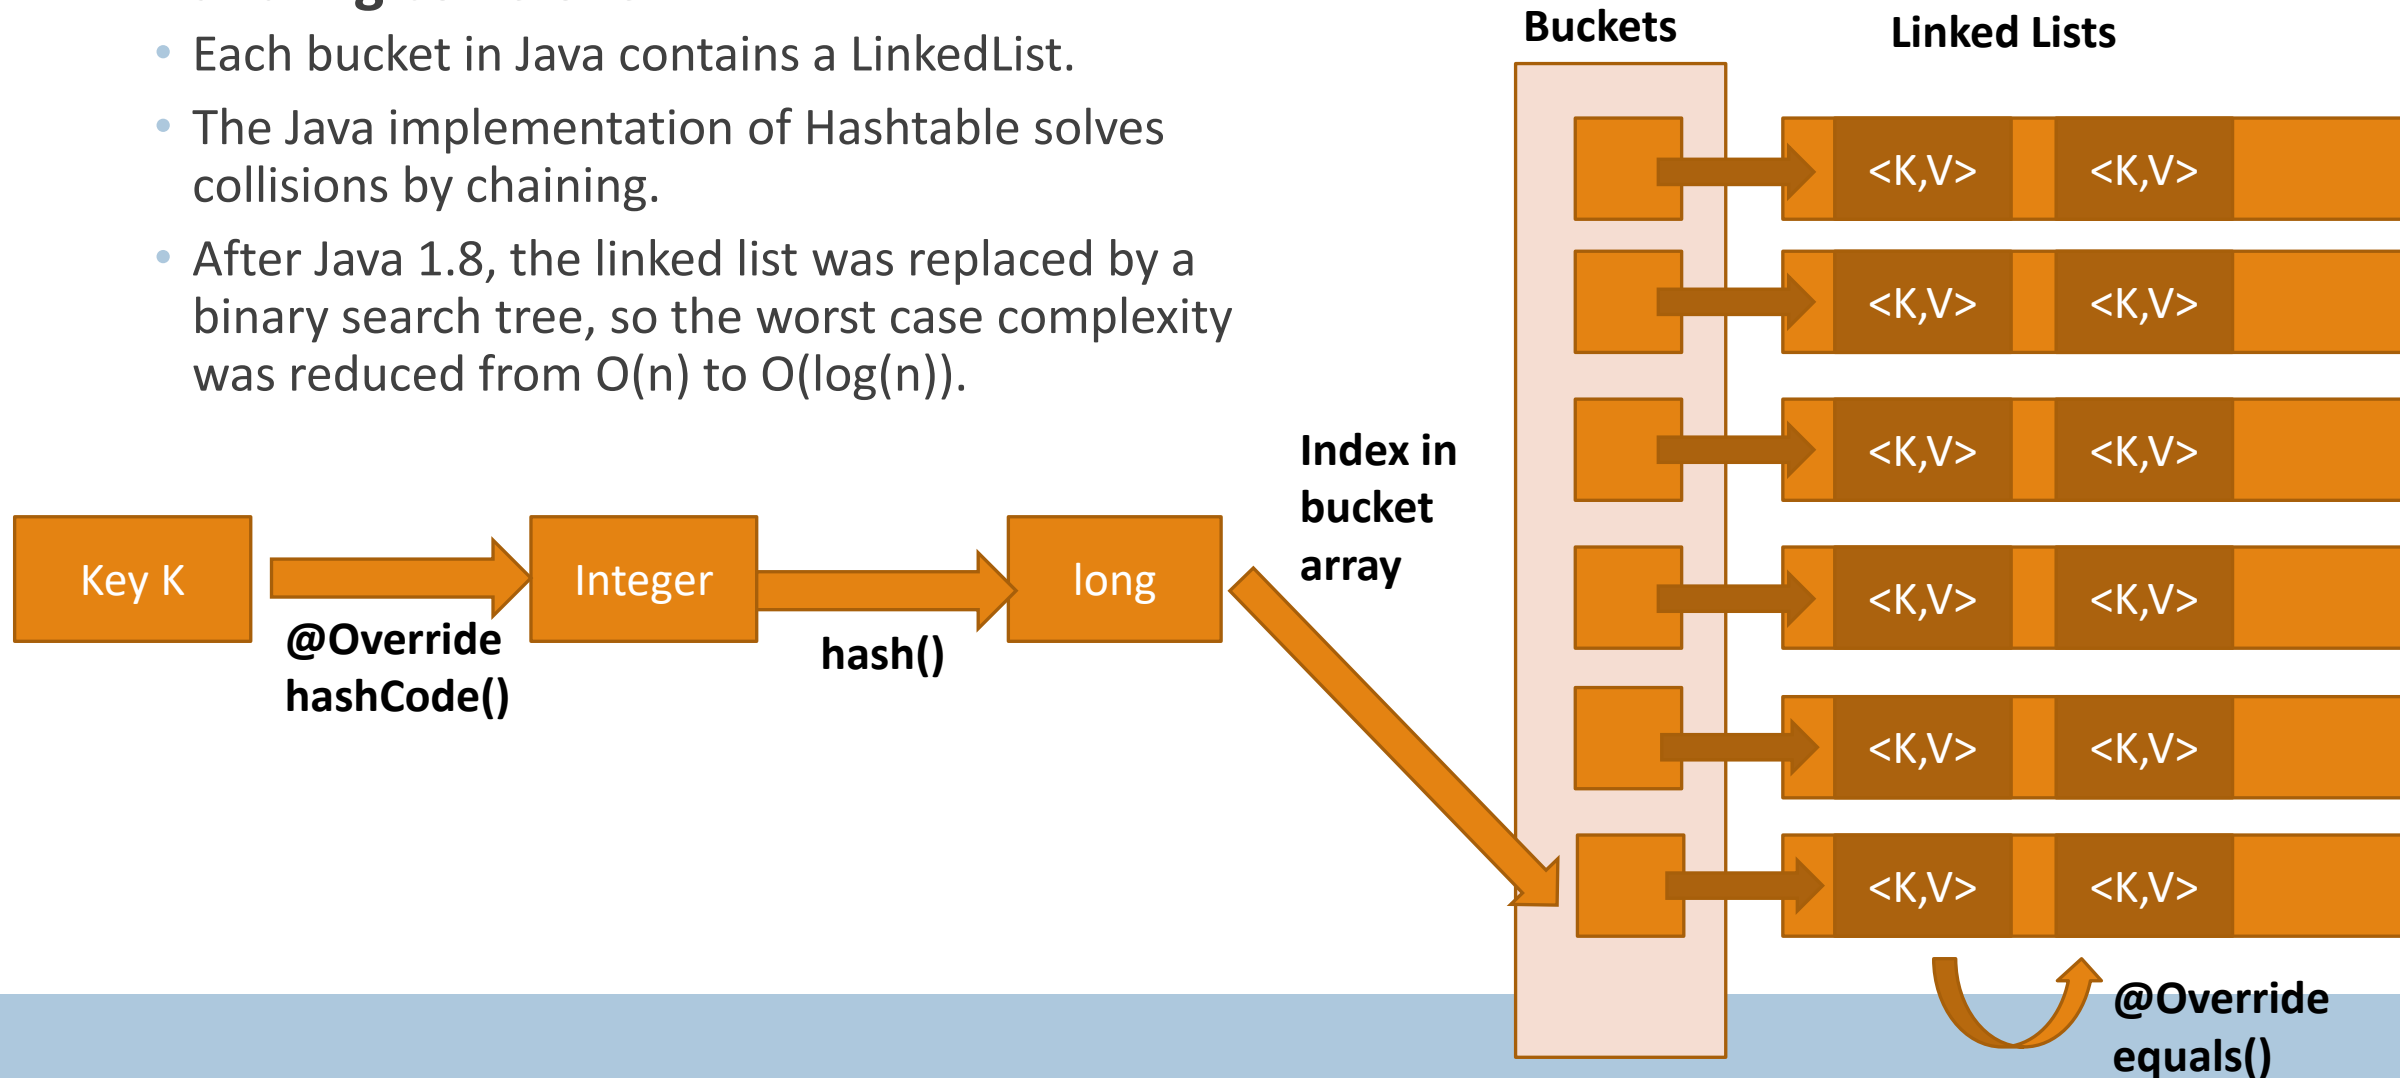 • Each bucket in Java contains a LinkedList.
• The Java implementation of Hashtable solves
collisions by chaining.
• After Java 1.8, the linked list was replaced by a
binary search tree, so the worst case complexity
was reduced from O(n) to O(log(n)).
Buckets
Linked Lists
<K,V> <K,V>
<K,V> <K,V>
<K,V> <K,V>
<K,V> <K,V>
<K,V> <K,V>
<K,V> <K,V>
Index in
bucket
array
Key K
@Override
hashCode()
Integer
hash()
long
@Override
equals()